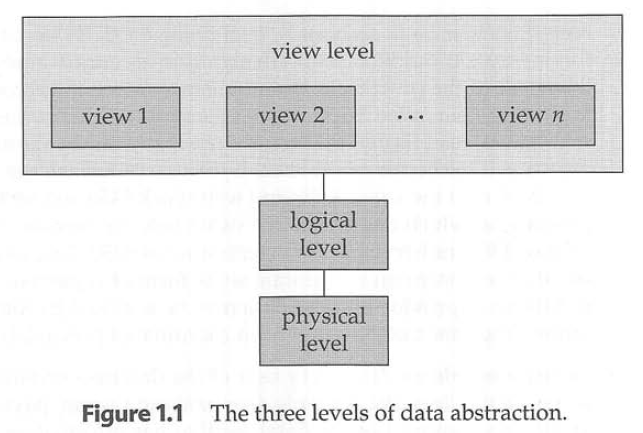 view level
view 1 view 2 ... view n
logical
level
physical
level
Figure 1.1 The three levels of data abstraction.